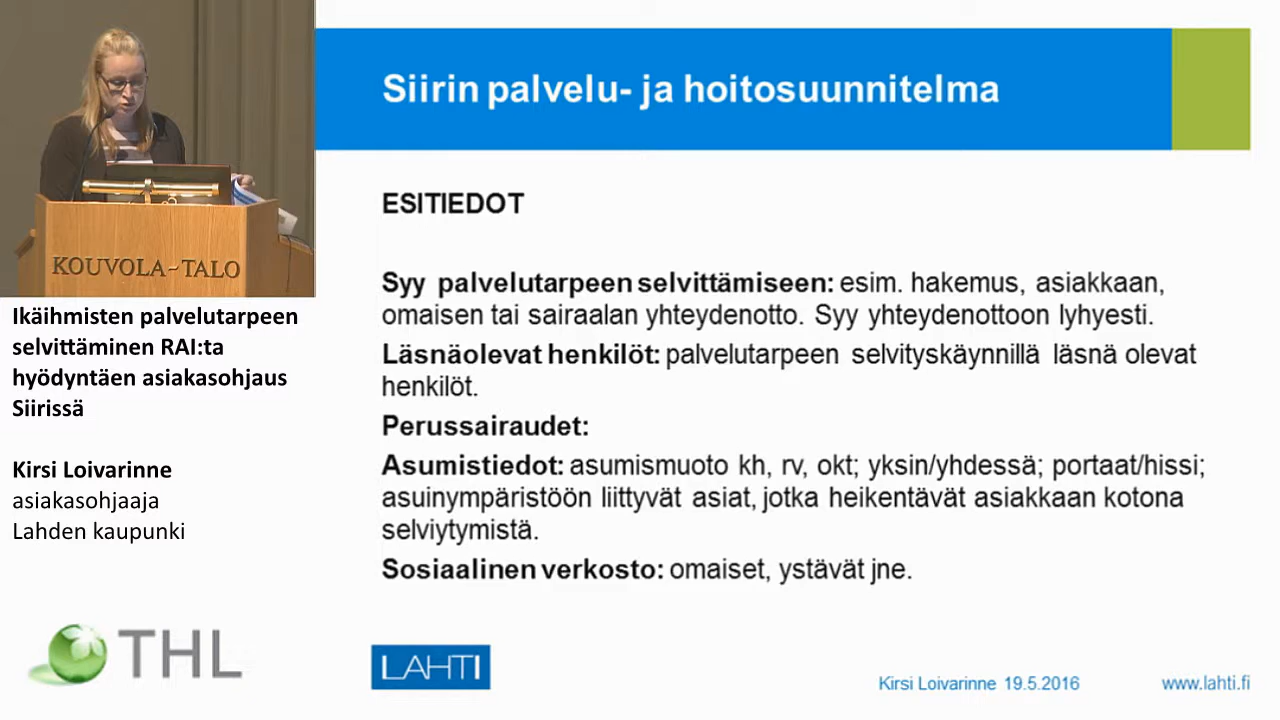 Siirin palvelu- ja hoitosuunnitelma
ESITIEDOT
Syy palvelutarpeen selvittämiseen: esim. hakemus, asiakkaan,
omaisen tai sairaalan yhteydenotto. Syy yhteydenottoon lyhyesti.
Läsnäolevat henkilöt: palvelutarpeen selvityskäynnillä läsnä olevat
henkilöt.
Perussairaudet:
Asumistiedot: asumismuoto kh, rv, okt; yksin/yhdessä; portaat/hissi;
asuinympäristöön liittyvät asiat, jotka heikentävät asiakkaan kotona
selviytymistä.
Sosiaalinen verkosto: omaiset, ystävät jne.
KOUVOLA~TALO
Ikäihmisten palvelutarpeen
selvittäminen RAI:ta
hyödyntäen asiakasohjaus
Siirissä
Kirsi Loivarinne
asiakasohjaaja
Lahden kaupunki
THL
LAHTI
Kirsi Loivarinne 19.5.2016
www.lahti.fi